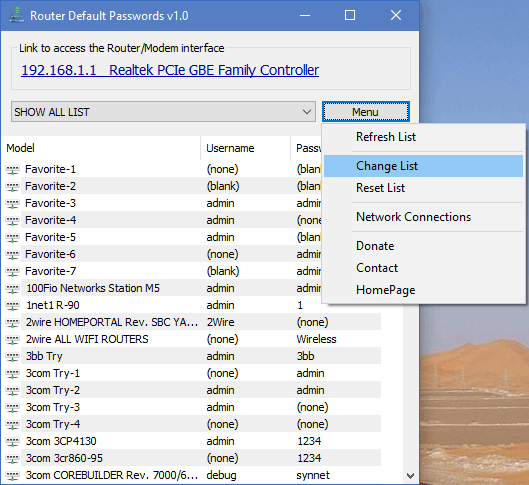 Router Default Passwords v1.0
Link to access the Router/Modem interface
192.168.1.1 Realtek PCIe GBE Family Controller
SHOW ALL LIST
Menu
Refresh List
Change List
Reset List
Network Connections
Donate
Contact
HomePage
Model Username Passw
Favorite-1 (none) (blan
Favorite-2 (blank) (blan
Favorite-3 admin admin
Favorite-4 admin (none)
Favorite-5 admin (blan
Favorite-6 (none) admin
Favorite-7 (blank) admin
100Fio Networks Station M5 admin admin
1net1 R-90 admin 1
2wire HOMEPORTAL Rev. SBC YA... 2Wire (none)
2wire ALL WIFI ROUTERS (none) Wireless
3bb Try admin 3bb
3com Try-1 (none) admin
3com Try-2 admin admin
3com Try-3 (none) (none)
3com Try-4 admin (none)
3com 3CP4130 admin 1234
3com 3cr860-95 (none) 1234
3com COREBUILDER Rev. 7000/6... debug synnet